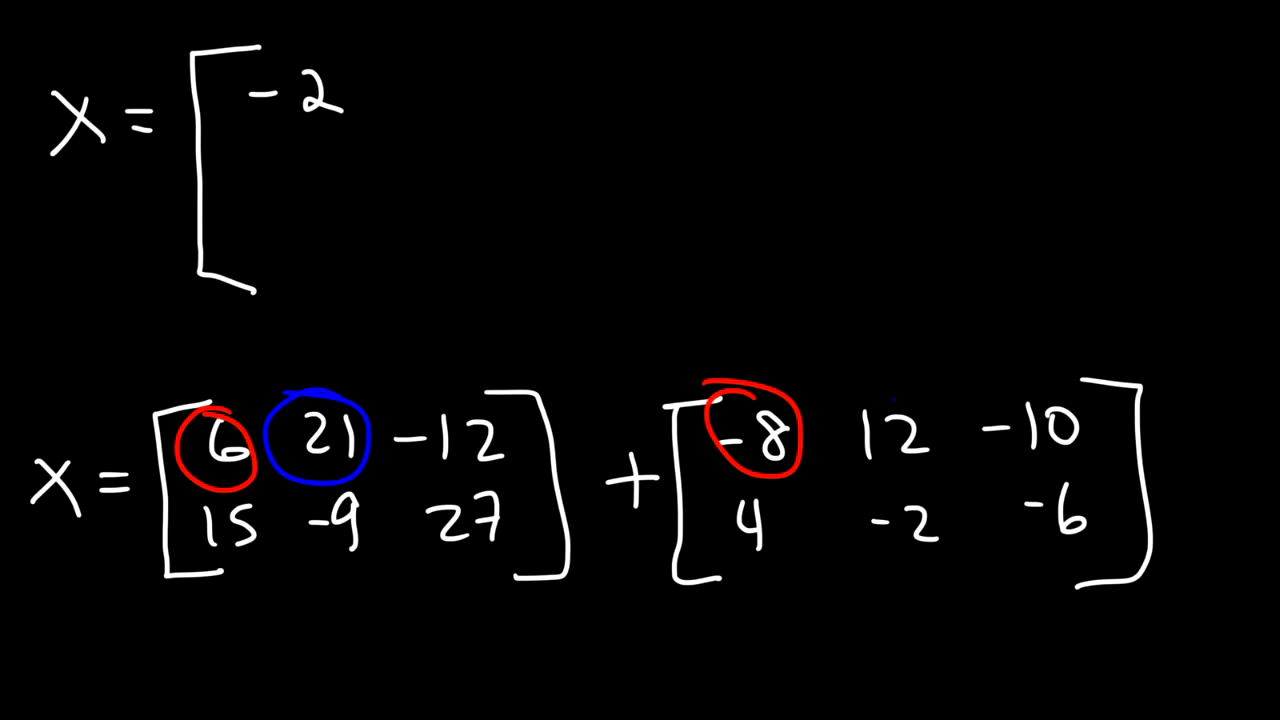 X = [ -2
X = [ 6 21 -12 ] + [ -8 12 -10 ]
15 -9 27 4 -2 -6